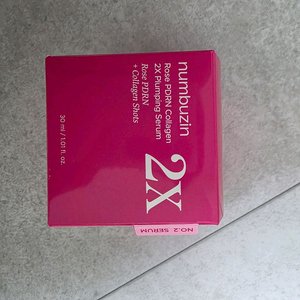 numbuzin
Rose PDRN Collagen
2X Plumping Serum
Rose PDRN
+ Collagen Shots
2X
30 ml / 1.01 fl. oz.
NO.2 SERUM